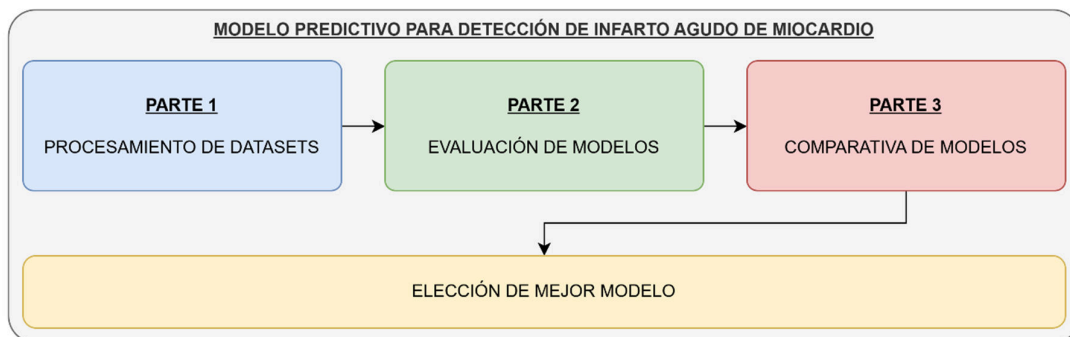 MODELO PREDICTIVO PARA DETECCIÓN DE INFARTO AGUDO DE MIOCARDIO
PARTE 1
PROCESAMIENTO DE DATASETS
PARTE 2
EVALUACIÓN DE MODELOS
PARTE 3
COMPARATIVA DE MODELOS
ELECCIÓN DE MEJOR MODELO